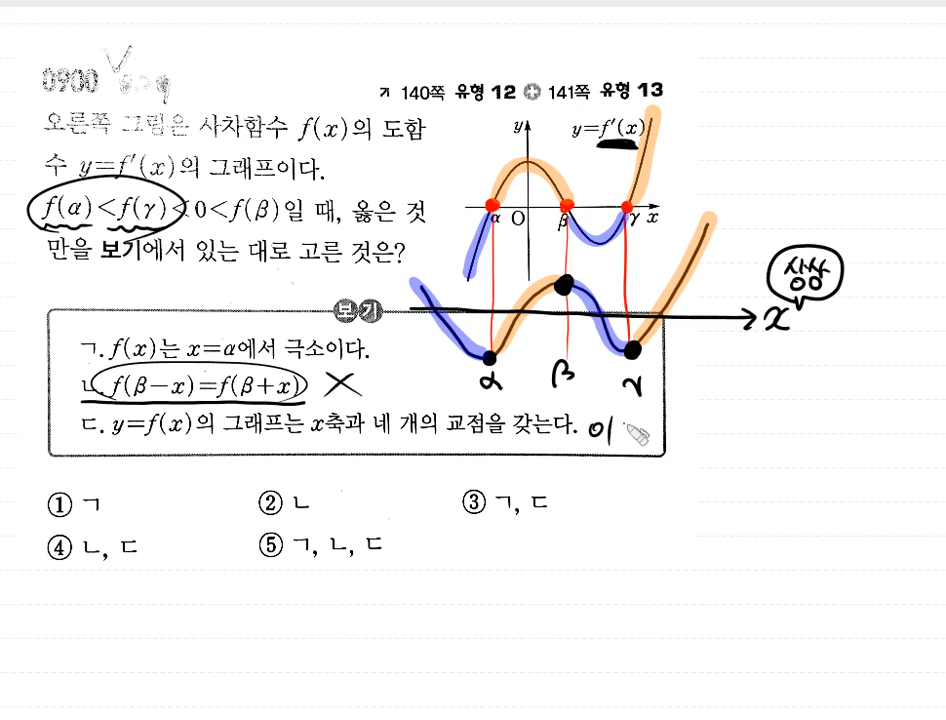 0900
140쪽 유형 12 141쪽 유형 13
오른쪽 그림은 사차함수 f(x)의 도함
수 y=f'(x)의 그래프이다.
f(α)<f(γ)<0<f(β)일 때, 옳은 것
만을 보기에서 있는 대로 고른 것은?
y
y=f'(x)
α O β γ x
보기
ㄱ. f(x)는 x=α에서 극소이다.
ㄴ. f(β-x)=f(β+x) X
ㄷ. y=f(x)의 그래프는 x축과 네 개의 교점을 갖는다. 이
α β γ
x
상상
① ㄱ ② ㄴ ③ ㄱ, ㄷ
④ ㄴ, ㄷ ⑤ ㄱ, ㄴ, ㄷ